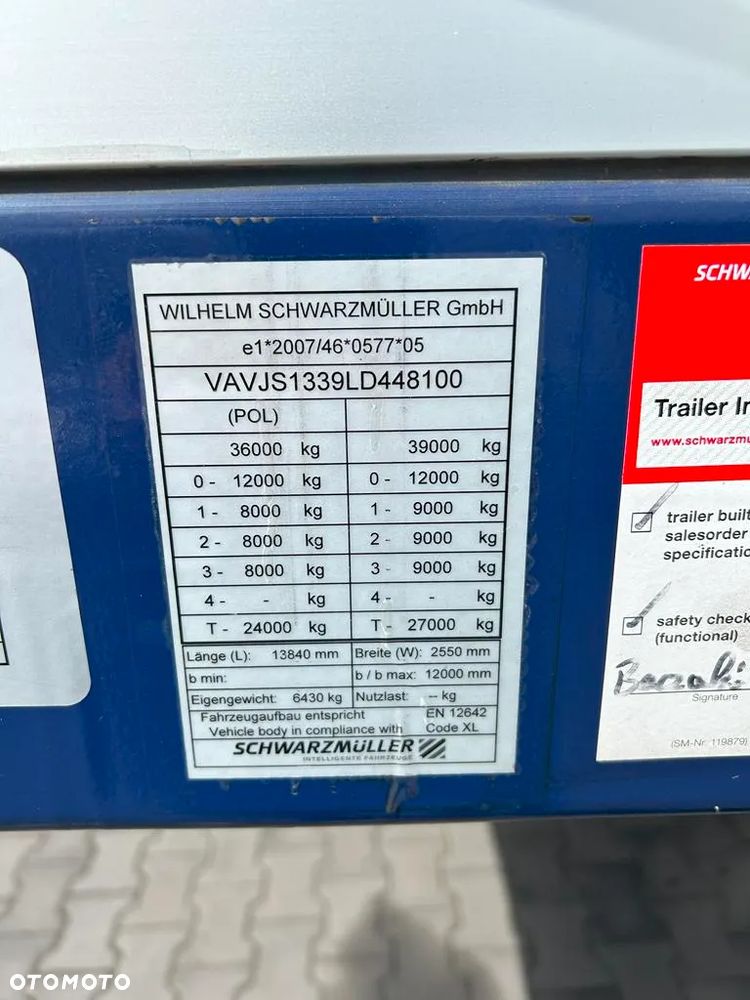 WILHELM SCHWARZMÜLLER GmbH
e1*2007/46*0577*05
VAVJS1339LD448100
(POL)
36000 kg 39000 kg
0 - 12000 kg 0 - 12000 kg
1 - 8000 kg 1 - 9000 kg
2 - 8000 kg 2 - 9000 kg
3 - 8000 kg 3 - 9000 kg
4 - - kg 4 - - kg
T - 24000 kg T - 27000 kg
Länge (L): 13840 mm Breite (W): 2550 mm
b min: b / b max: 12000 mm
Eigengewicht: 6430 kg Nutzlast: -- kg
Fahrzeugaufbau entspricht EN 12642
Vehicle body in compliance with Code XL
SCHWARZMÜLLER
INTELLIGENTE FAHRZEUGE
SCHW
Trailer In
www.schwarzmü
trailer built
salesorder
specificatio
safety check
(functional)
Signature
(SM-Nr. 119879)
OTOMOTO